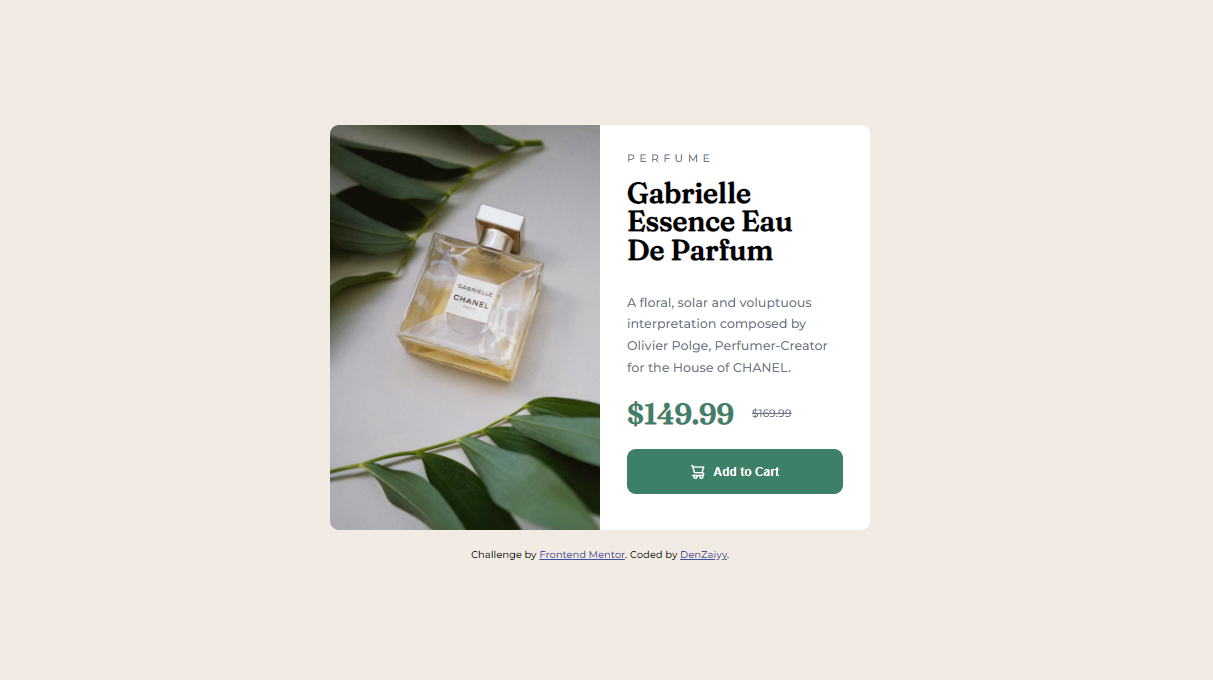 PERFUME
Gabrielle
Essence Eau
De Parfum
A floral, solar and voluptuous
interpretation composed by
Olivier Polge, Perfumer-Creator
for the House of CHANEL.
$149.99 $169.99
Add to Cart
GABRIELLE
CHANEL
PARIS
Challenge by Frontend Mentor. Coded by DenZaiyy.